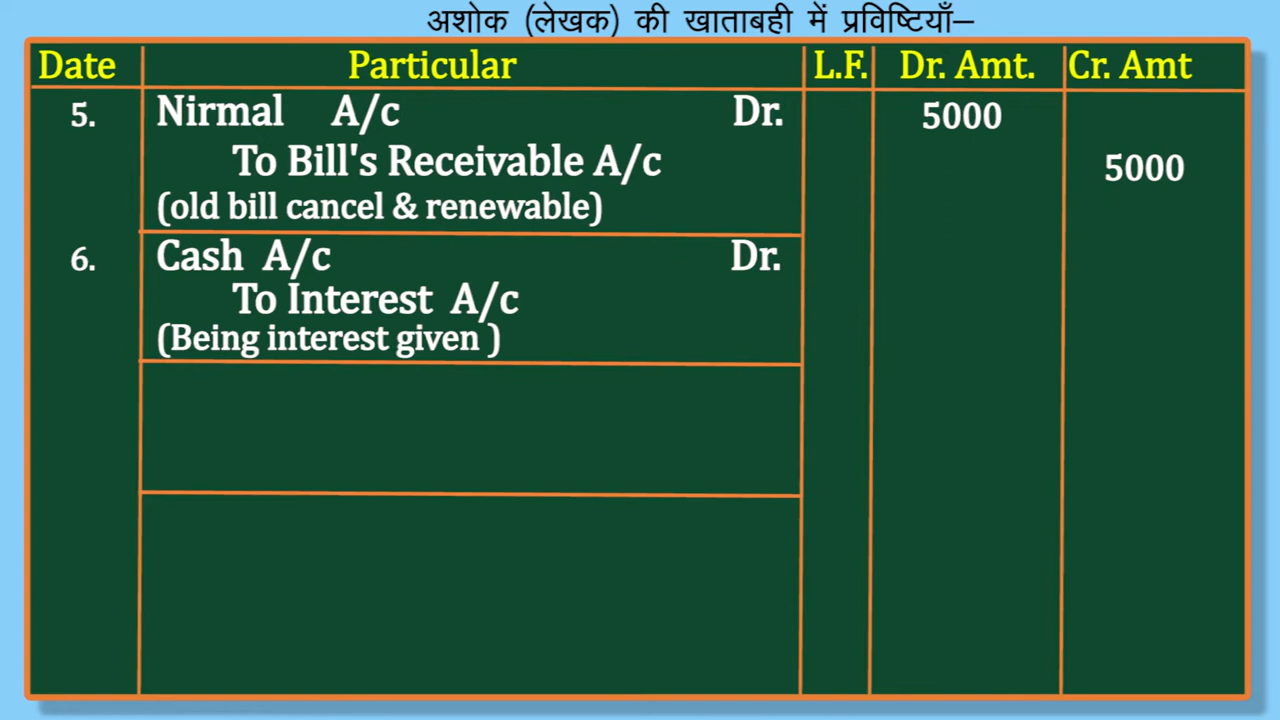 अशोक (लेखक) की खाताबही में प्रविष्टियाँ–
Date Particular L.F. Dr. Amt. Cr. Amt
5. Nirmal A/c Dr. 5000
To Bill's Receivable A/c 5000
(old bill cancel & renewable)
6. Cash A/c Dr.
To Interest A/c
(Being interest given )